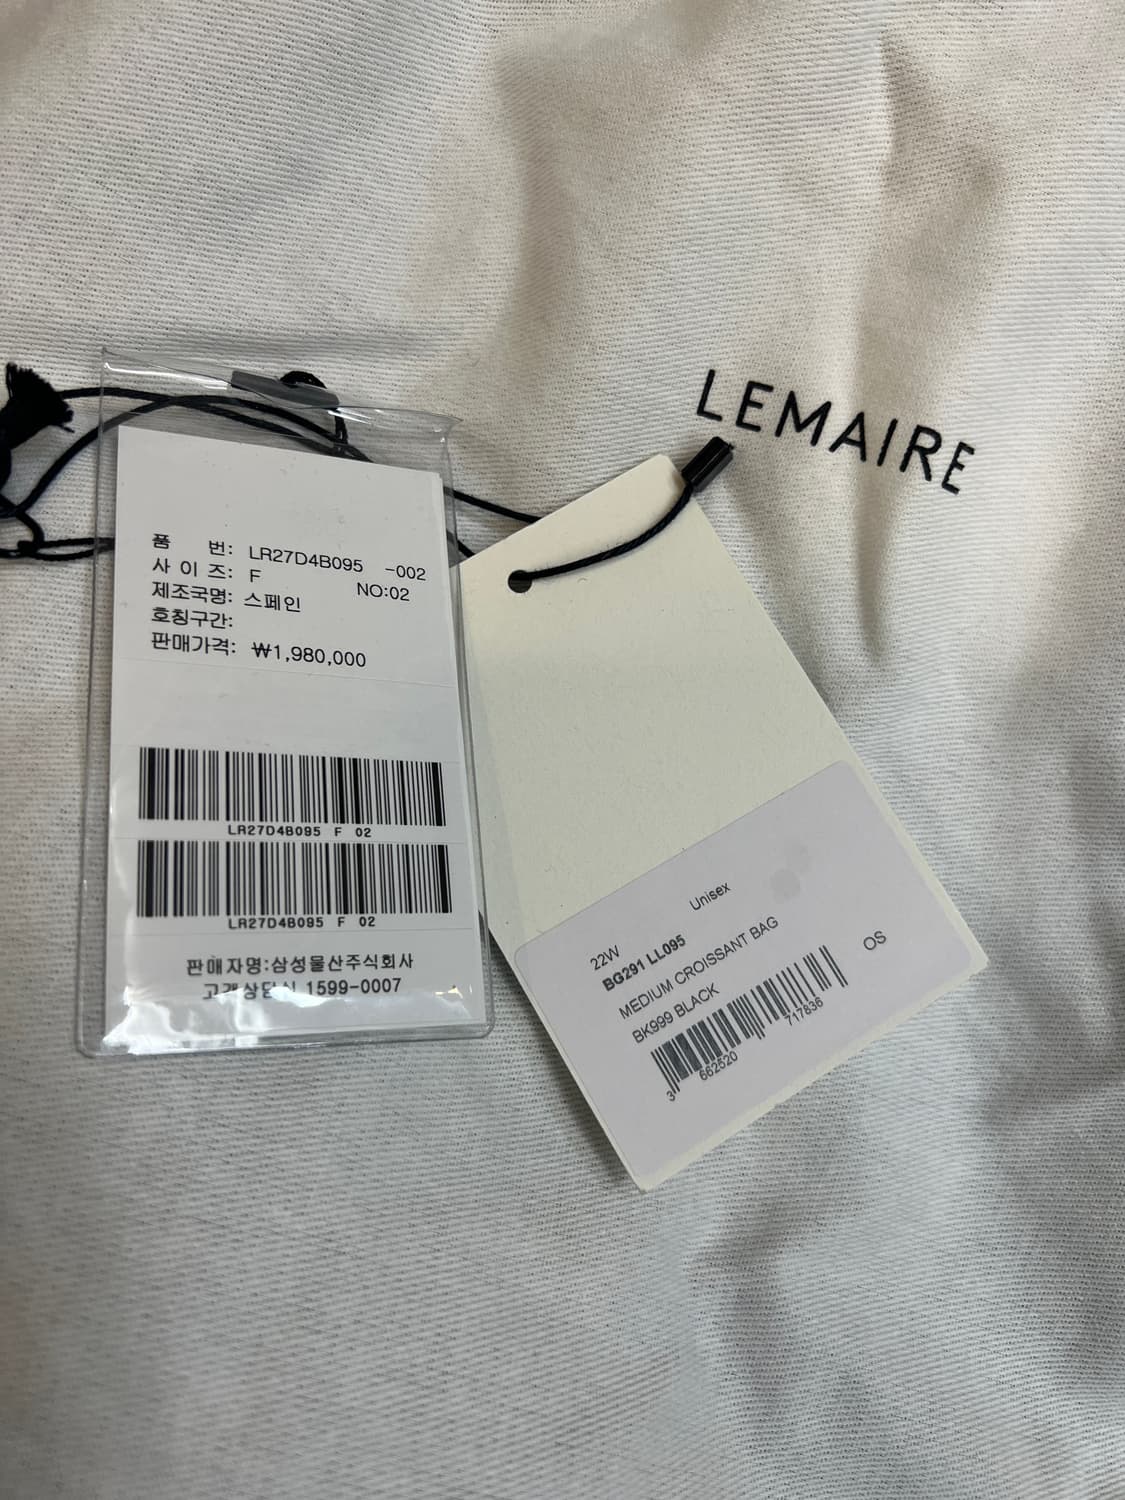 LEMAIRE
품 번: LR27D4B095 -002
사 이 즈: F NO:02
제조국명: 스페인
호칭구간:
판매가격: ₩1,980,000
LR27D4B095 F 02
LR27D4B095 F 02
판매자명:삼성물산주식회사
고객상담실 1599-0007
22W Unisex
BG291 LL095
MEDIUM CROISSANT BAG
BK999 BLACK OS
3 662520 717836